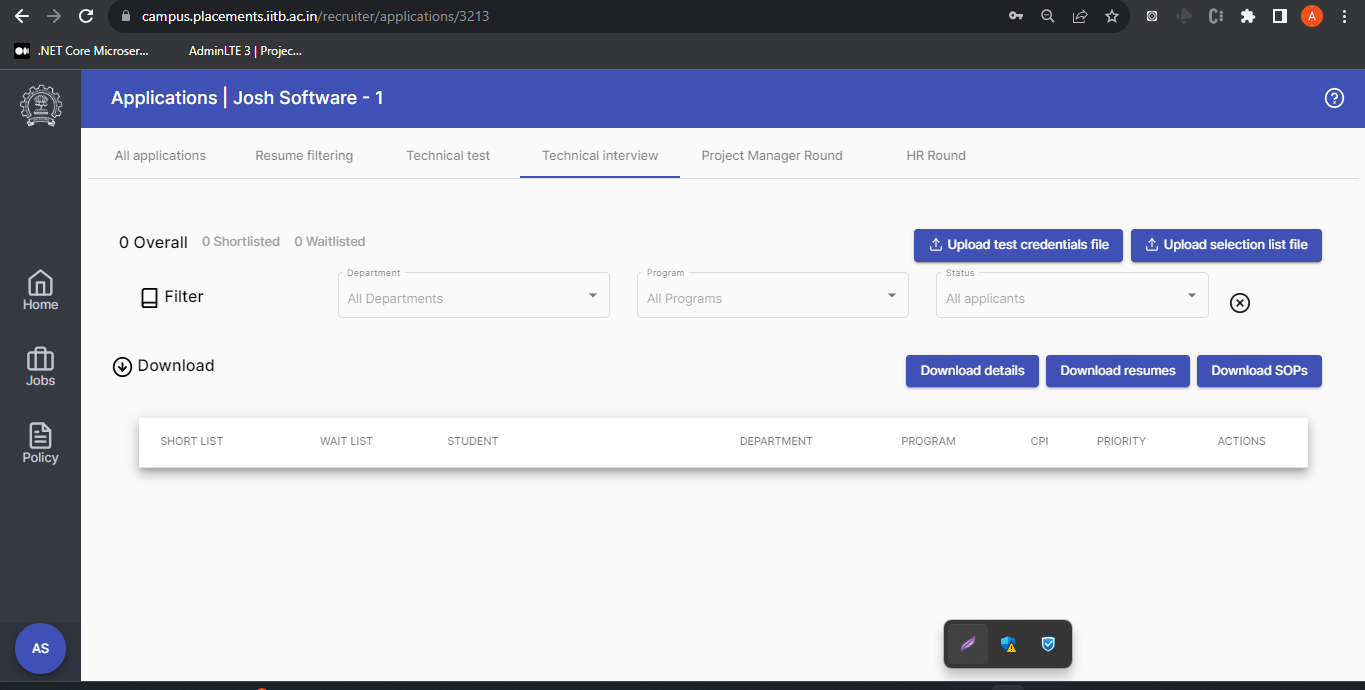 campus.placements.iitb.ac.in/recruiter/applications/3213
A
.NET Core Microser...
AdminLTE 3 | Projec...
Applications | Josh Software - 1
All applications
Resume filtering
Technical test
Technical interview
Project Manager Round
HR Round
0 Overall
0 Shortlisted
0 Waitlisted
Upload test credentials file
Upload selection list file
Filter
Department
All Departments
Program
All Programs
Status
All applicants
Home
Jobs
Policy
Download
Download details
Download resumes
Download SOPs
SHORT LIST
WAIT LIST
STUDENT
DEPARTMENT
PROGRAM
CPI
PRIORITY
ACTIONS
AS